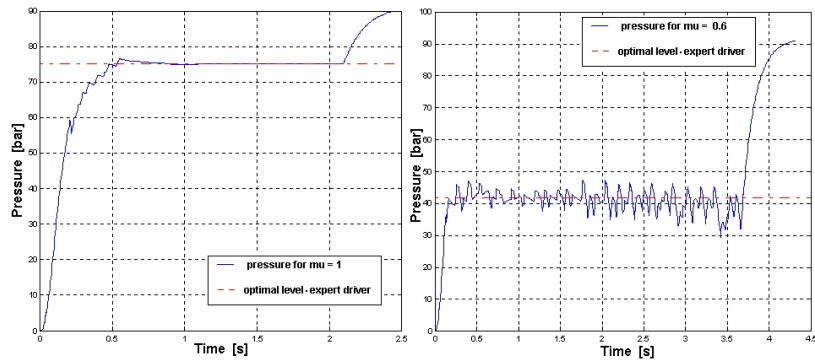 90
80
70
60
50
40
30
20
10
0
Pressure [bar]
pressure for mu = 1
optimal level-expert driver
0 0.5 1 1.5 2 2.5
Time [s]
100
90
80
70
60
50
40
30
20
10
0
Pressure [bar]
pressure for mu = 0.6
optimal level-expert driver
0 0.5 1 1.5 2 2.5 3 3.5 4 4.5
Time [s]